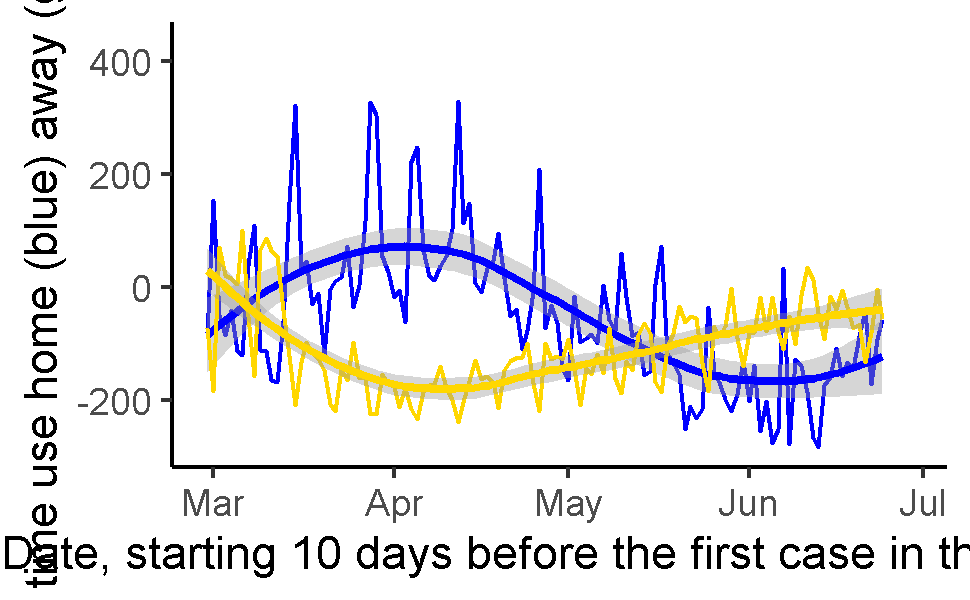 time use home (blue) away (
400
200
0
-200
Mar Apr May Jun Jul
Date, starting 10 days before the first case in th